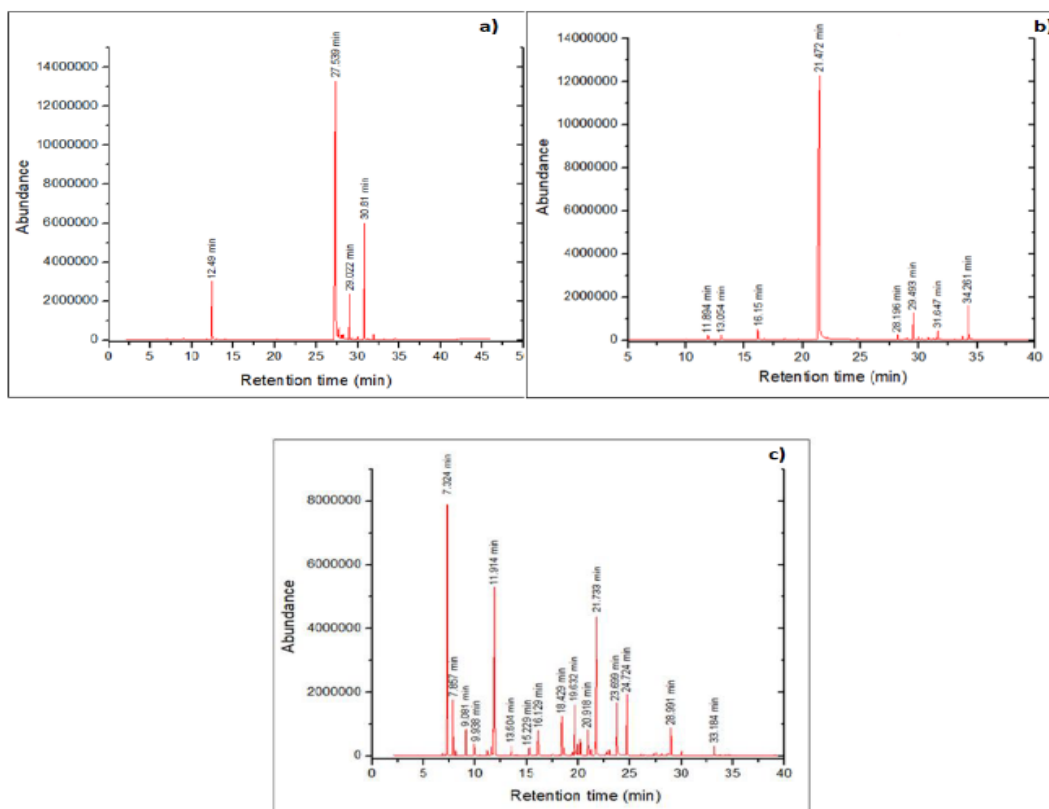 a)
27.539 min
12.49 min
29.022 min
30.81 min
14000000
12000000
10000000
8000000
6000000
4000000
2000000
0
Abundance
0 5 10 15 20 25 30 35 40 45 50
Retention time (min)
b)
21.472 min
11.894 min
13.054 min
16.15 min
28.196 min
29.493 min
31.647 min
34.261 min
14000000
12000000
10000000
8000000
6000000
4000000
2000000
0
Abundance
5 10 15 20 25 30 35 40
Retention time (min)
c)
7.324 min
7.857 min
9.081 min
9.938 min
11.914 min
13.504 min
15.229 min
16.129 min
18.429 min
19.632 min
20.918 min
21.733 min
23.699 min
24.724 min
28.991 min
33.184 min
8000000
6000000
4000000
2000000
0
Abundance
0 5 10 15 20 25 30 35 40
Retention time (min)